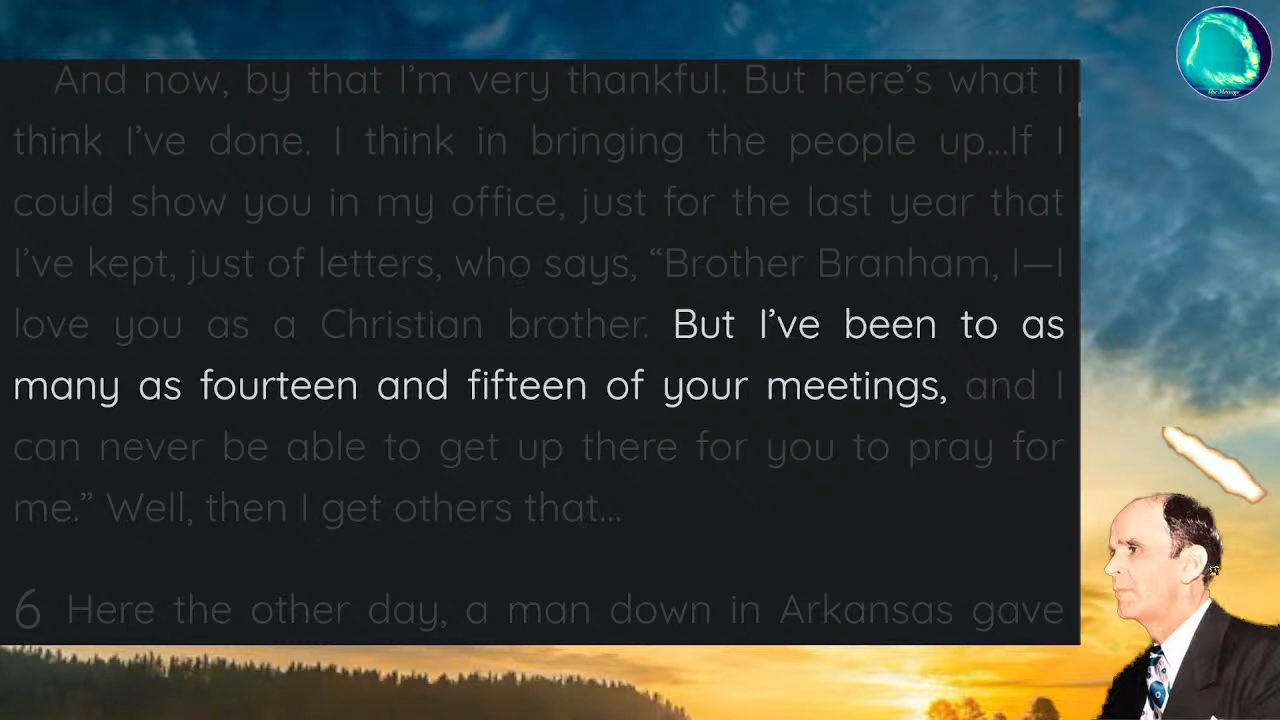 And now, by that I’m very thankful. But here’s what I
think I’ve done. I think in bringing the people up...If I
could show you in my office, just for the last year that
I’ve kept, just of letters, who says, “Brother Branham, I—I
love you as a Christian brother. But I’ve been to as
many as fourteen and fifteen of your meetings, and I
can never be able to get up there for you to pray for
me.” Well, then I get others that...
6 Here the other day, a man down in Arkansas gave
The Message